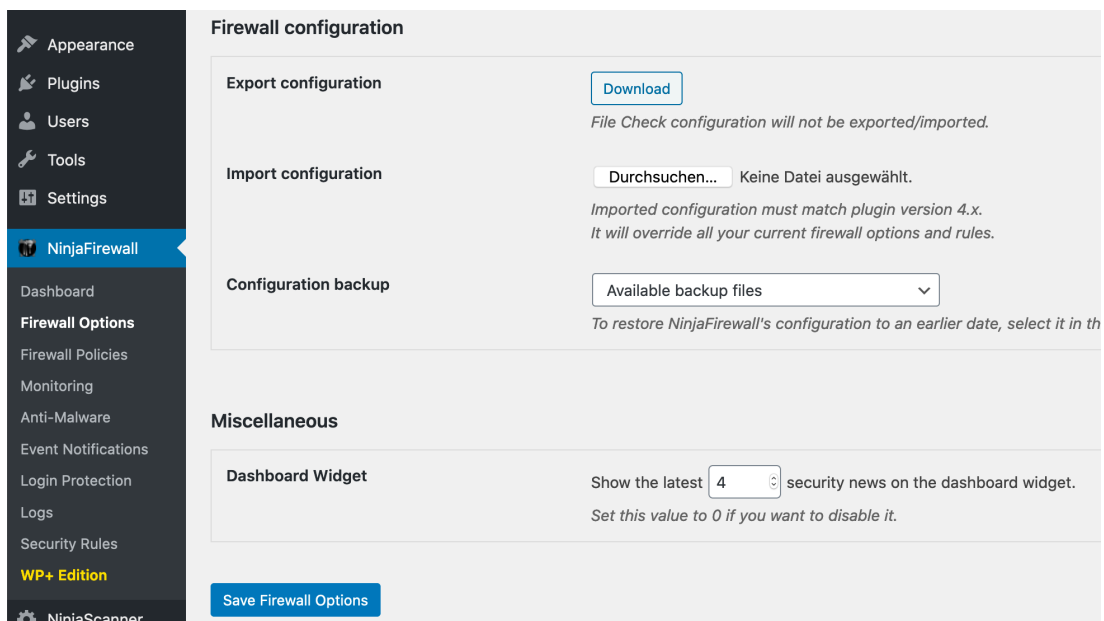 Appearance
Plugins
Users
Tools
Settings
NinjaFirewall
Dashboard
Firewall Options
Firewall Policies
Monitoring
Anti-Malware
Event Notifications
Login Protection
Logs
Security Rules
WP+ Edition
NinjaScanner
Firewall configuration
Export configuration
Download
File Check configuration will not be exported/imported.
Import configuration
Durchsuchen... Keine Datei ausgewählt.
Imported configuration must match plugin version 4.x.
It will override all your current firewall options and rules.
Configuration backup
Available backup files
To restore NinjaFirewall's configuration to an earlier date, select it in th
Miscellaneous
Dashboard Widget
Show the latest 4 security news on the dashboard widget.
Set this value to 0 if you want to disable it.
Save Firewall Options